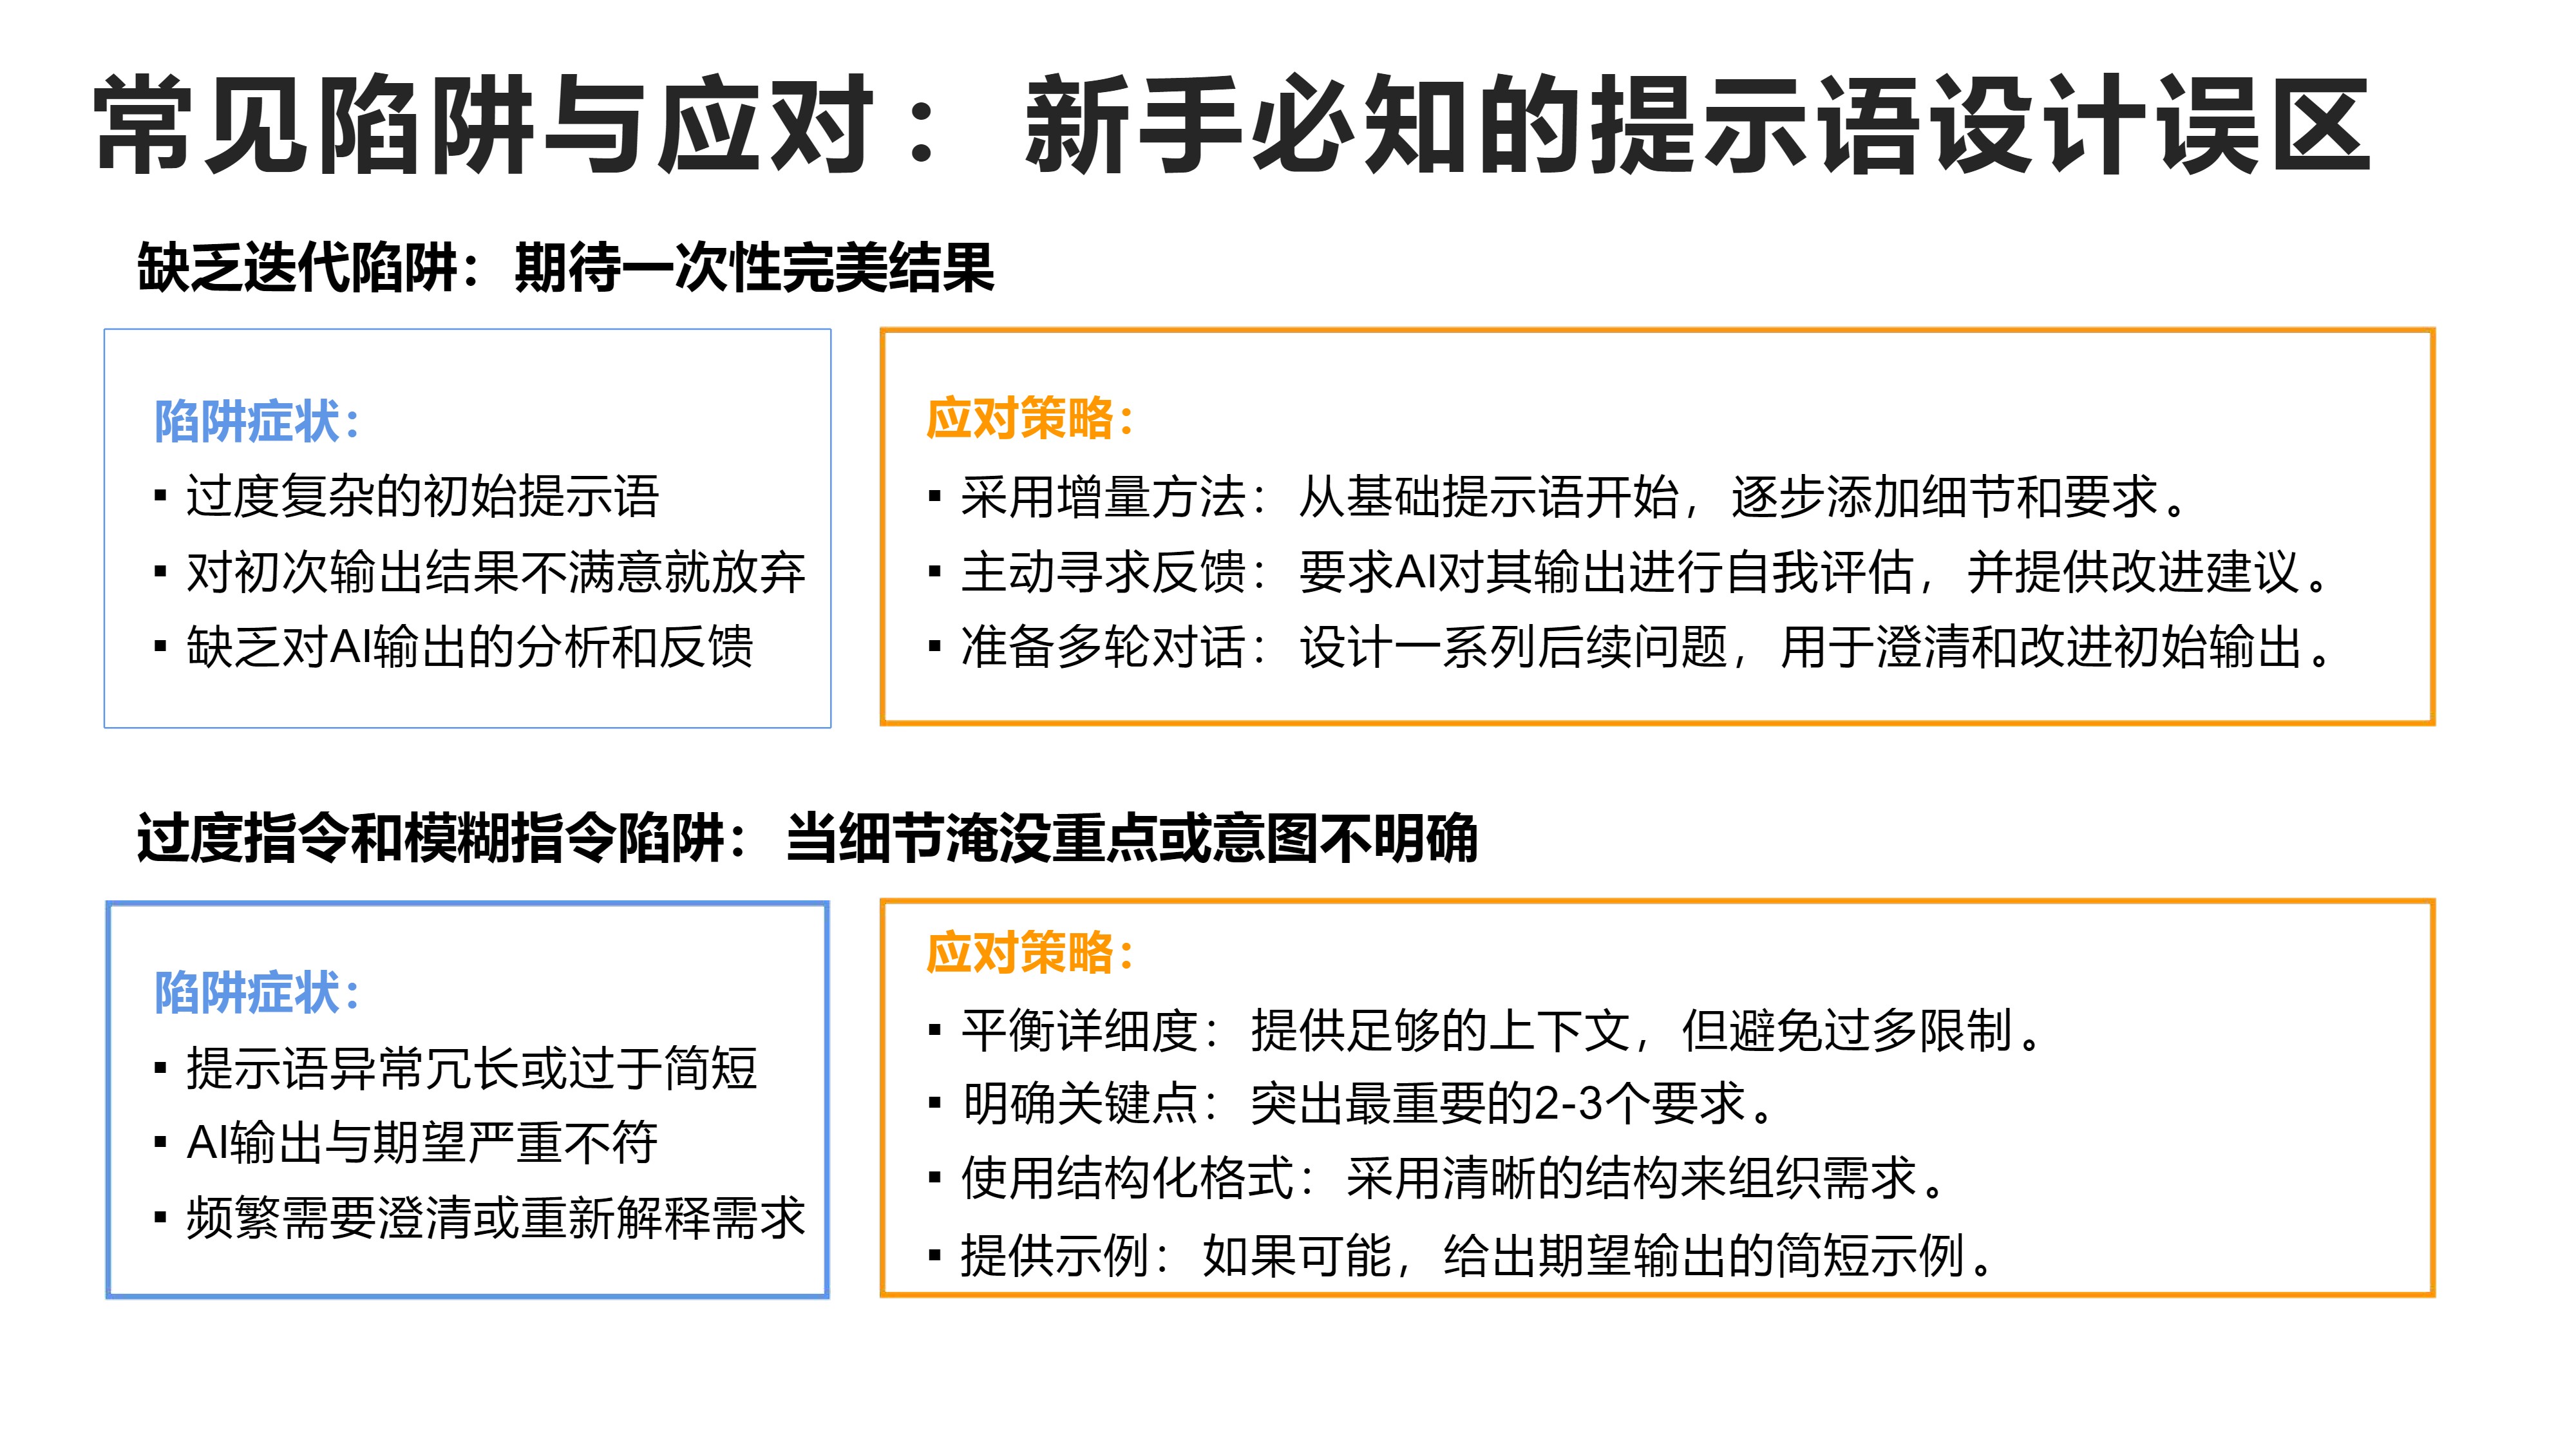 常见陷阱与应对：新手必知的提示语设计误区
缺乏迭代陷阱：期待一次性完美结果
陷阱症状：
▪ 过度复杂的初始提示语
▪ 对初次输出结果不满意就放弃
▪ 缺乏对AI输出的分析和反馈
应对策略：
▪ 采用增量方法：从基础提示语开始，逐步添加细节和要求。
▪ 主动寻求反馈：要求AI对其输出进行自我评估，并提供改进建议。
▪ 准备多轮对话：设计一系列后续问题，用于澄清和改进初始输出。
过度指令和模糊指令陷阱：当细节淹没重点或意图不明确
陷阱症状：
▪ 提示语异常冗长或过于简短
▪ AI输出与期望严重不符
▪ 频繁需要澄清或重新解释需求
应对策略：
▪ 平衡详细度：提供足够的上下文，但避免过多限制。
▪ 明确关键点：突出最重要的2-3个要求。
▪ 使用结构化格式：采用清晰的结构来组织需求。
▪ 提供示例：如果可能，给出期望输出的简短示例。